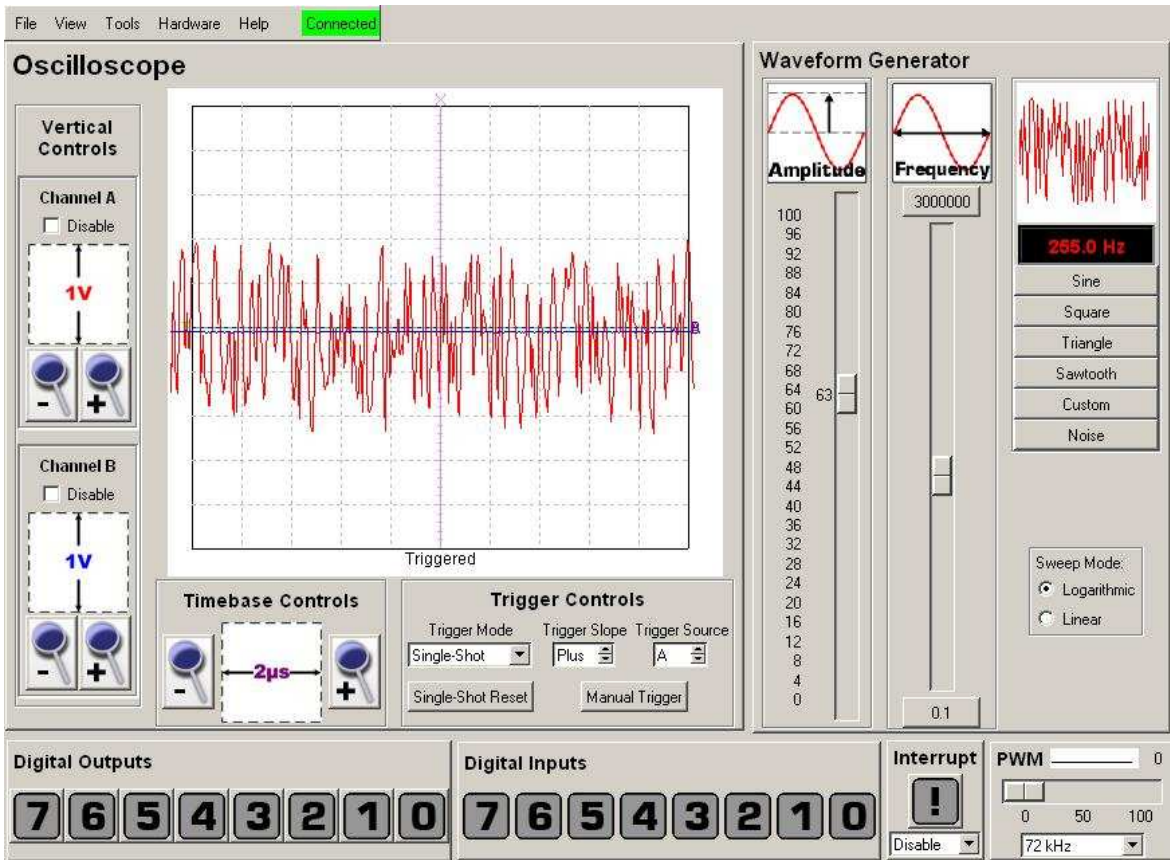 File View Tools Hardware Help Connected
Oscilloscope
Vertical
Controls
Channel A
Disable
1V
- +
Channel B
Disable
1V
- +
Triggered
Timebase Controls
- 2µs +
Trigger Controls
Trigger Mode Trigger Slope Trigger Source
Single-Shot Plus A
Single-Shot Reset Manual Trigger
Waveform Generator
Amplitude
100
96
92
88
84
80
76
72
68
64
63
60
56
52
48
44
40
36
32
28
24
20
16
12
8
4
0
Frequency
3000000
0.1
255.0 Hz
Sine
Square
Triangle
Sawtooth
Custom
Noise
Sweep Mode:
Logarithmic
Linear
Digital Outputs
7 6 5 4 3 2 1 0
Digital Inputs
7 6 5 4 3 2 1 0
Interrupt
!
Disable
PWM 0
0 50 100
72 kHz